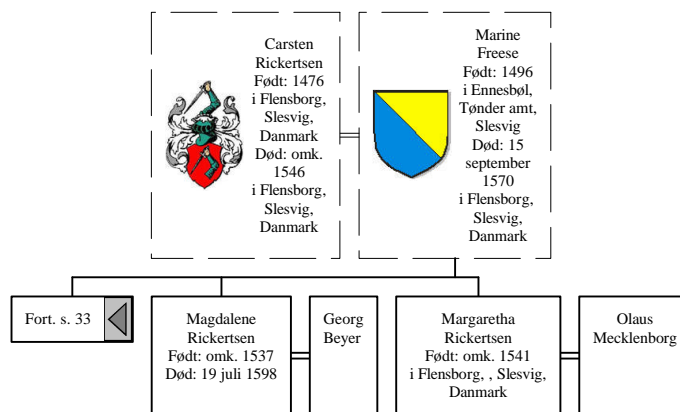 Carsten
Rickertsen
Født: 1476
i Flensborg,
Slesvig,
Danmark
Død: omk.
1546
i Flensborg,
Slesvig,
Danmark
Marine
Freese
Født: 1496
i Ennesbøl,
Tønder amt,
Slesvig
Død: 15
september
1570
i Flensborg,
Slesvig,
Danmark
Fort. s. 33
Magdalene
Rickertsen
Født: omk. 1537
Død: 19 juli 1598
Georg
Beyer
Margaretha
Rickertsen
Født: omk. 1541
i Flensborg, , Slesvig,
Danmark
Olaus
Mecklenborg